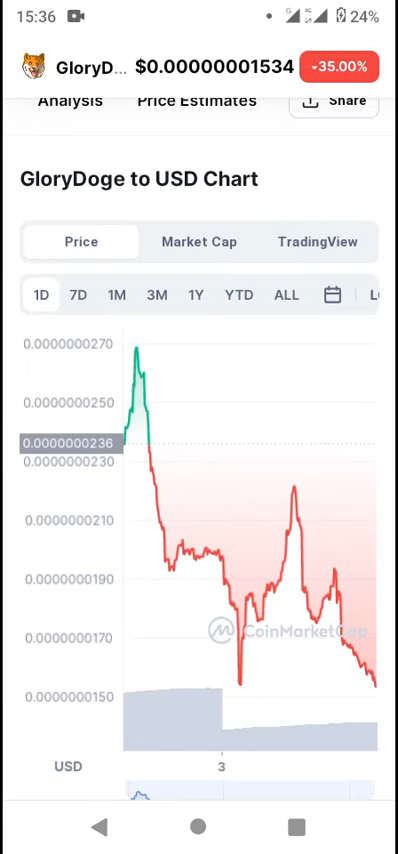 15:36 G 4G 24%
GloryD... $0.00000001534 -35.00%
Analysis Price Estimates Share
GloryDoge to USD Chart
Price Market Cap TradingView
1D 7D 1M 3M 1Y YTD ALL
0.0000000270
0.0000000250
0.0000000236
0.0000000230
0.0000000210
0.0000000190
0.0000000170
CoinMarketCap
0.0000000150
USD 3